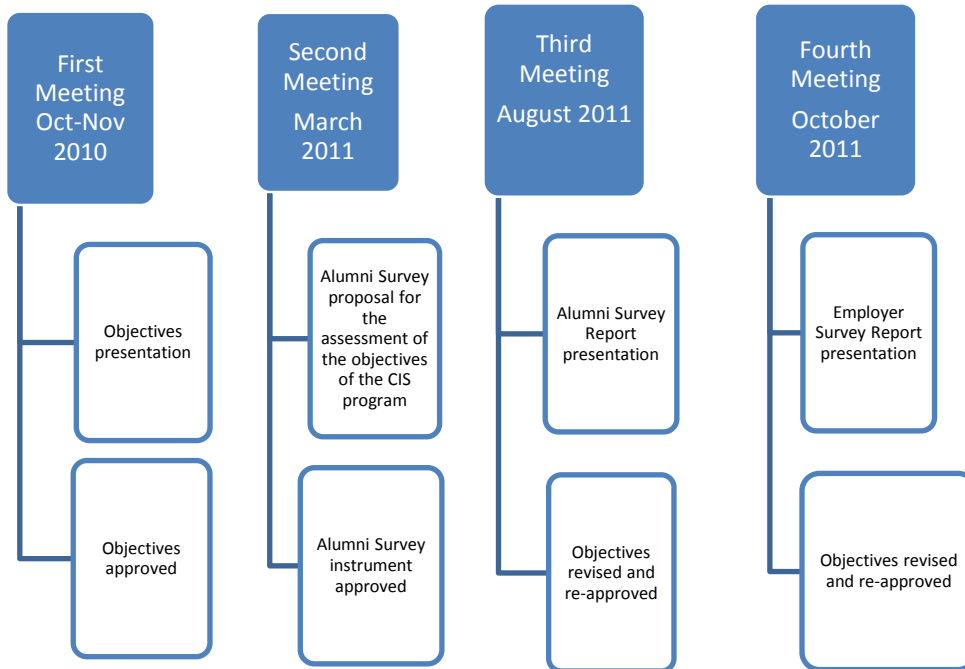 First
Meeting
Oct-Nov
2010
Objectives
presentation
Objectives
approved
Second
Meeting
March
2011
Alumni Survey
proposal for
the
assessment of
the objectives
of the CIS
program
Alumni Survey
instrument
approved
Third
Meeting
August 2011
Alumni Survey
Report
presentation
Objectives
revised and
re-approved
Fourth
Meeting
October
2011
Employer
Survey Report
presentation
Objectives revised
and re-approved